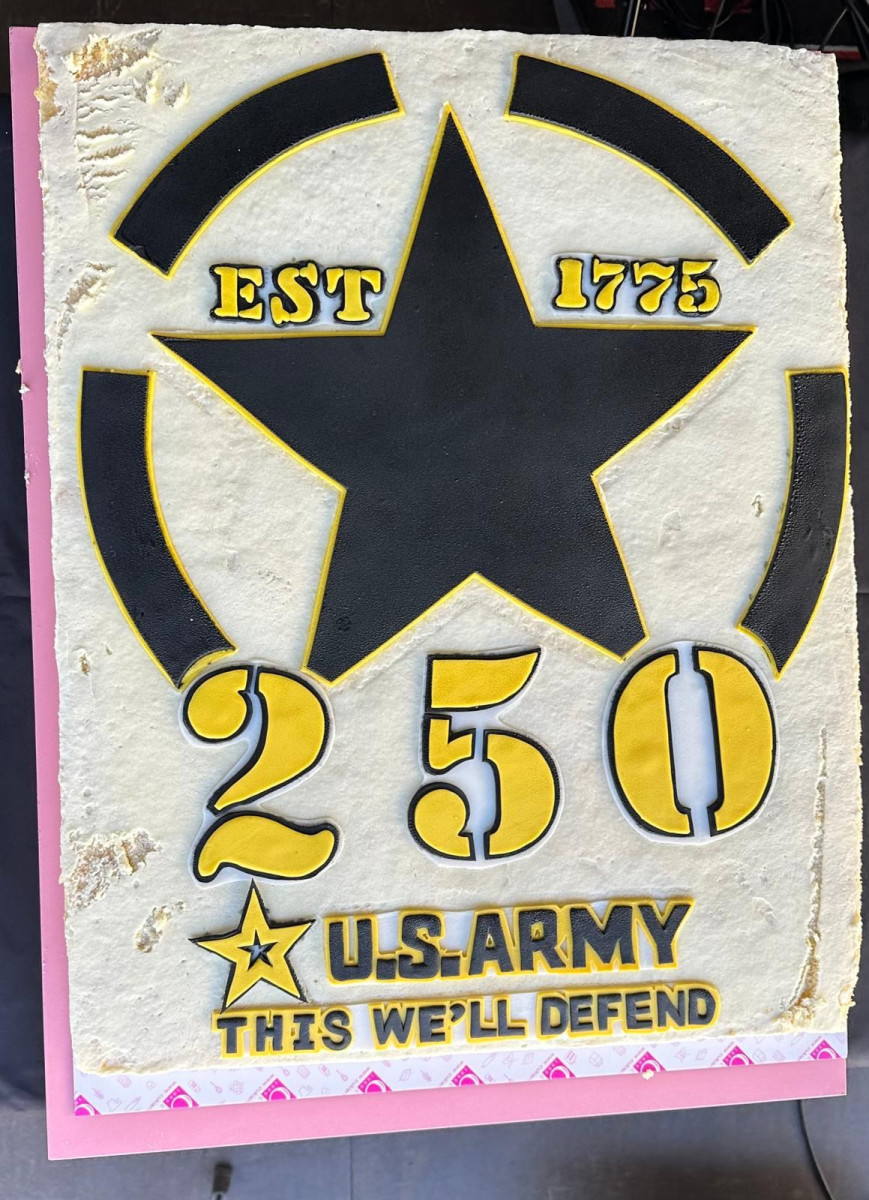 EST 1775
250
U.S.ARMY
THIS WE'LL DEFEND